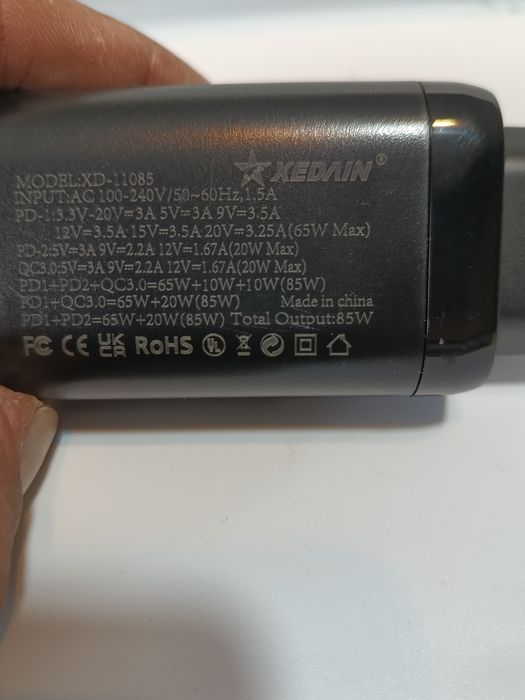 XEDAIN®
MODEL:XD-11085
INPUT:AC 100-240V/50~60Hz,1.5A
PD-1:3.3V-20V=3A 5V=3A 9V=3.5A
12V=3.5A 15V=3.5A 20V=3.25A(65W Max)
PD-2:5V=3A 9V=2.2A 12V=1.67A(20W Max)
QC3.0:5V=3A 9V=2.2A 12V=1.67A(20W Max)
PD1+PD2+QC3.0=65W+10W+10W(85W)
PD1+QC3.0=65W+20W(85W) Made in china
PD1+PD2=65W+20W(85W) Total Output:85W
FC CE UKCA RoHS VL